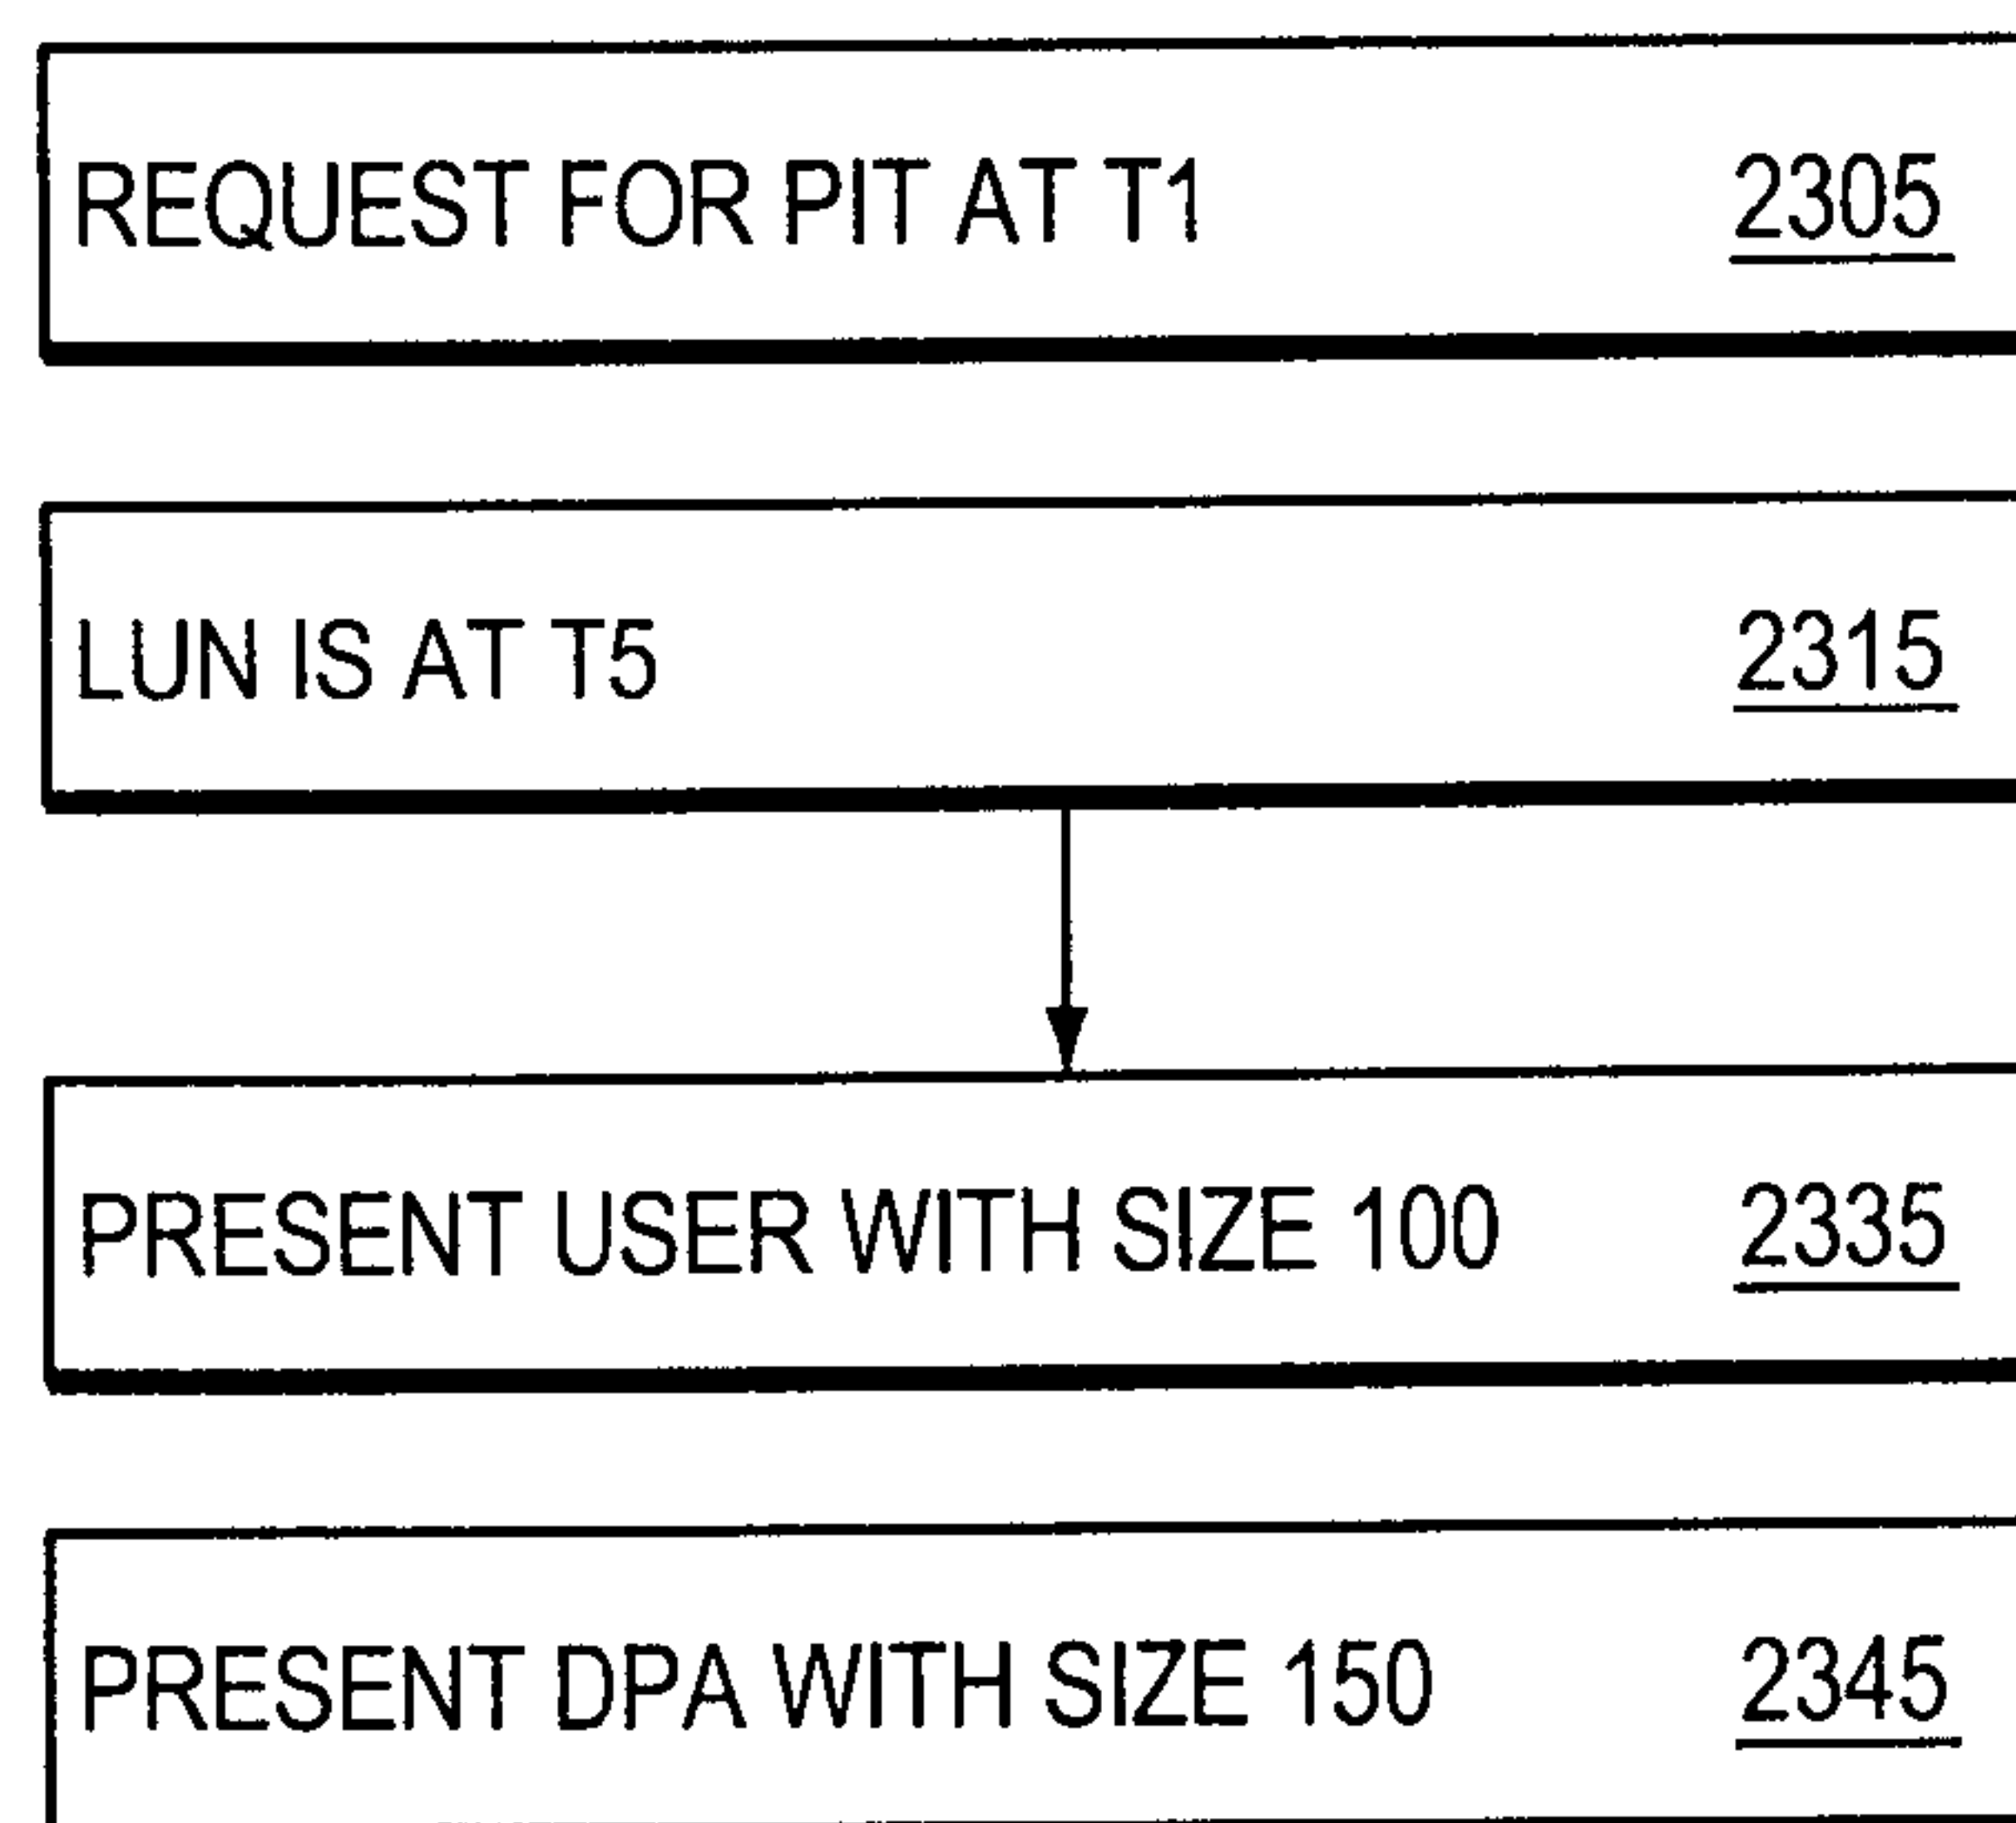 REQUEST FOR PIT AT T1 2305
LUN IS AT T5 2315
PRESENT USER WITH SIZE 100 2335
PRESENT DPA WITH SIZE 150 2345